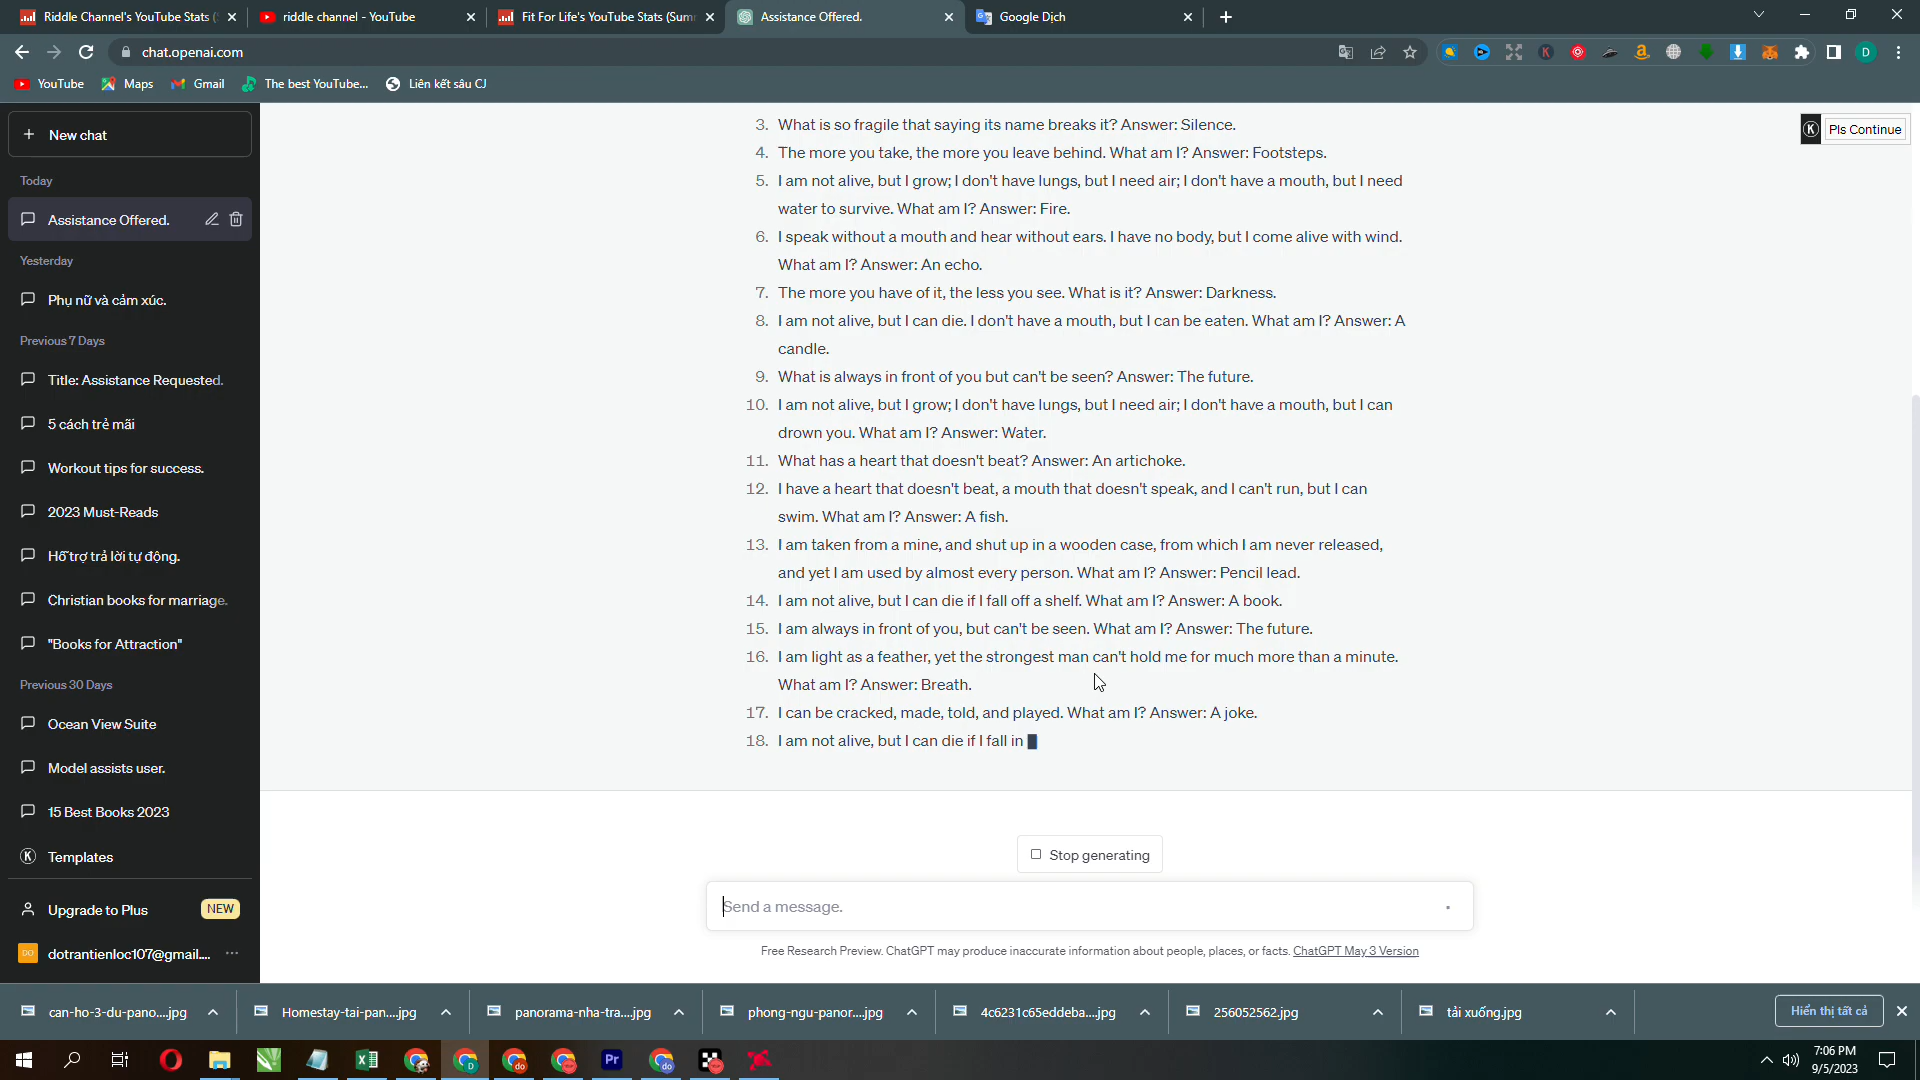 Riddle Channel's YouTube Stats (
riddle channel - YouTube
Fit For Life's YouTube Stats (Sum
Assistance Offered.
Google Dịch
chat.openai.com
YouTube
Maps
Gmail
The best YouTube...
Liên kết sâu CJ
New chat
Today
Assistance Offered.
Yesterday
Phụ nữ và cảm xúc.
Previous 7 Days
Title: Assistance Requested.
5 cách trẻ mãi
Workout tips for success.
2023 Must-Reads
Hỗ trợ trả lời tự động.
Christian books for marriage.
"Books for Attraction"
Previous 30 Days
Ocean View Suite
Model assists user.
15 Best Books 2023
Templates
Upgrade to Plus
NEW
DO
dotrantienloc107@gmail....
Pls Continue
3. What is so fragile that saying its name breaks it? Answer: Silence.
4. The more you take, the more you leave behind. What am I? Answer: Footsteps.
5. I am not alive, but I grow; I don't have lungs, but I need air; I don't have a mouth, but I need
water to survive. What am I? Answer: Fire.
6. I speak without a mouth and hear without ears. I have no body, but I come alive with wind.
What am I? Answer: An echo.
7. The more you have of it, the less you see. What is it? Answer: Darkness.
8. I am not alive, but I can die. I don't have a mouth, but I can be eaten. What am I? Answer: A
candle.
9. What is always in front of you but can't be seen? Answer: The future.
10. I am not alive, but I grow; I don't have lungs, but I need air; I don't have a mouth, but I can
drown you. What am I? Answer: Water.
11. What has a heart that doesn't beat? Answer: An artichoke.
12. I have a heart that doesn't beat, a mouth that doesn't speak, and I can't run, but I can
swim. What am I? Answer: A fish.
13. I am taken from a mine, and shut up in a wooden case, from which I am never released,
and yet I am used by almost every person. What am I? Answer: Pencil lead.
14. I am not alive, but I can die if I fall off a shelf. What am I? Answer: A book.
15. I am always in front of you, but can't be seen. What am I? Answer: The future.
16. I am light as a feather, yet the strongest man can't hold me for much more than a minute.
What am I? Answer: Breath.
17. I can be cracked, made, told, and played. What am I? Answer: A joke.
18. I am not alive, but I can die if I fall in
Stop generating
Send a message.
Free Research Preview. ChatGPT may produce inaccurate information about people, places, or facts. ChatGPT May 3 Version
can-ho-3-du-pano....jpg
Homestay-tai-pan....jpg
panorama-nha-tra....jpg
phong-ngu-panor....jpg
4c6231c65eddeba....jpg
256052562.jpg
tải xuống.jpg
Hiển thị tất cả
7:06 PM
9/5/2023